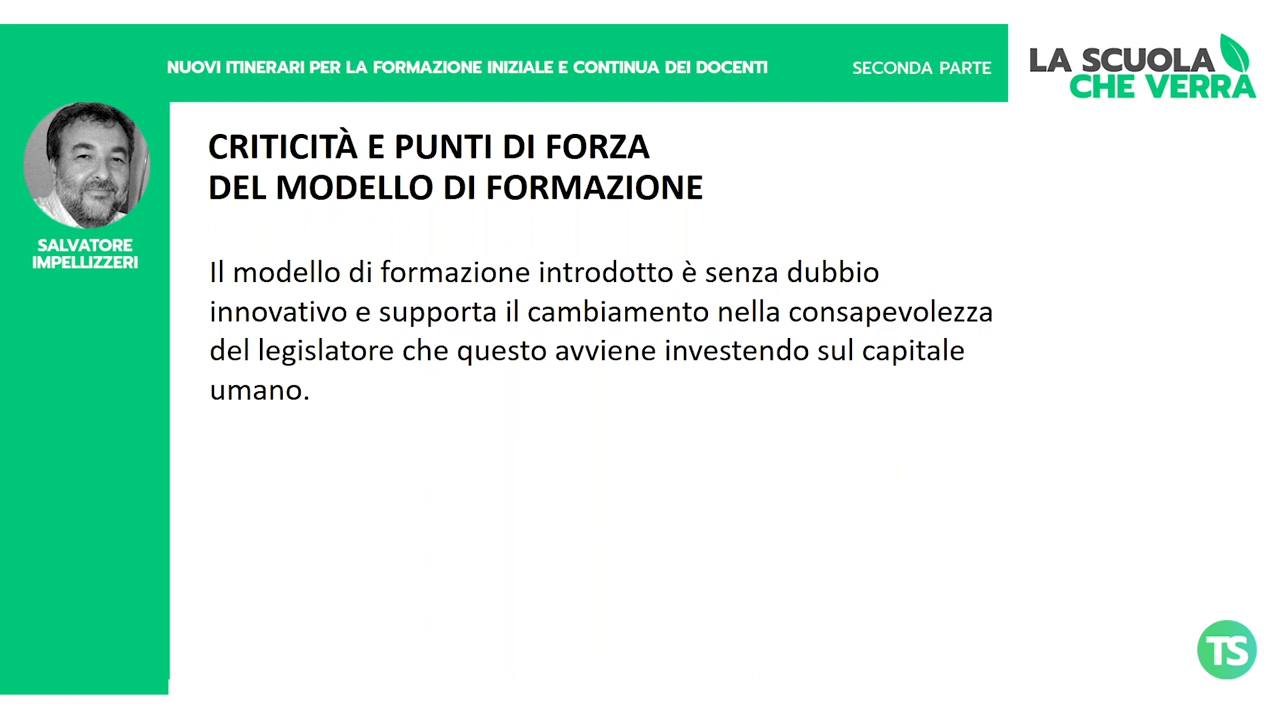 NUOVI ITINERARI PER LA FORMAZIONE INIZIALE E CONTINUA DEI DOCENTI
SECONDA PARTE
LA SCUOLA
CHE VERRÀ
SALVATORE
IMPELLIZZERI
CRITICITÀ E PUNTI DI FORZA
DEL MODELLO DI FORMAZIONE
Il modello di formazione introdotto è senza dubbio
innovativo e supporta il cambiamento nella consapevolezza
del legislatore che questo avviene investendo sul capitale
umano.
TS